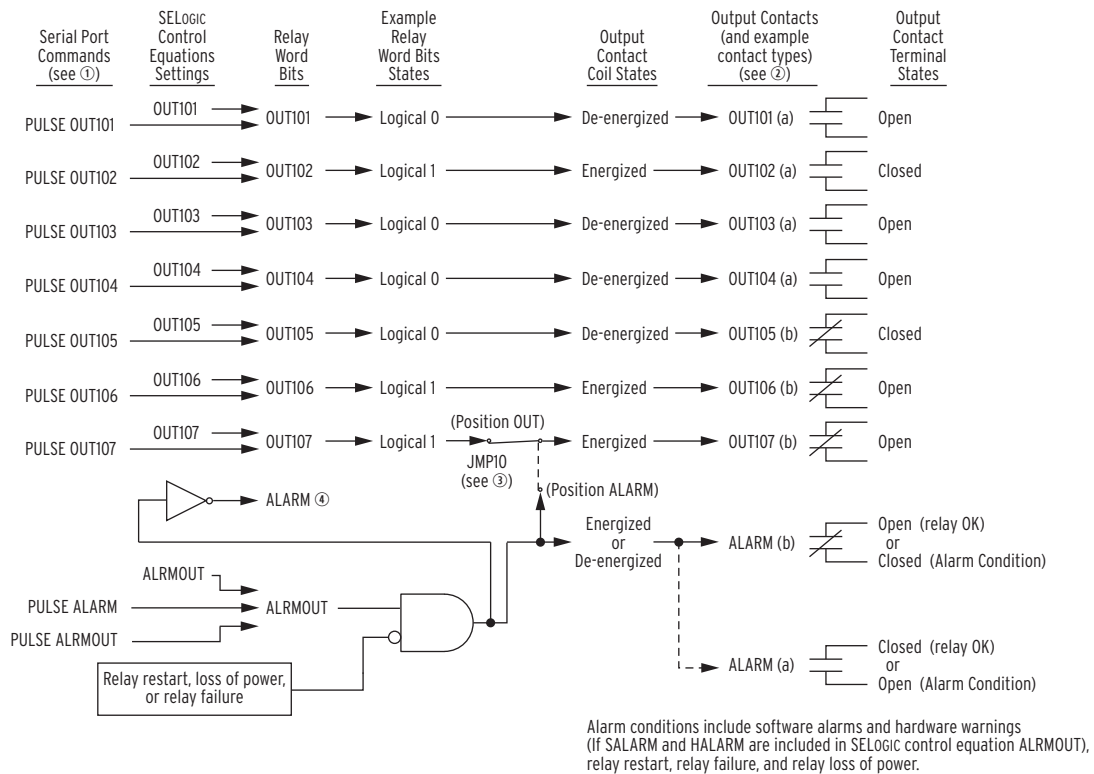 Serial Port
Commands
(see ①)
SELOGIC
Control
Equations
Settings
Relay
Word
Bits
Example
Relay
Word Bits
States
Output
Contact
Coil States
Output Contacts
(and example
contact types)
(see ②)
Output
Contact
Terminal
States
PULSE OUT101
OUT101
OUT101
Logical 0
De-energized
OUT101 (a)
Open
PULSE OUT102
OUT102
OUT102
Logical 1
Energized
OUT102 (a)
Closed
PULSE OUT103
OUT103
OUT103
Logical 0
De-energized
OUT103 (a)
Open
PULSE OUT104
OUT104
OUT104
Logical 0
De-energized
OUT104 (a)
Open
PULSE OUT105
OUT105
OUT105
Logical 0
De-energized
OUT105 (b)
Closed
PULSE OUT106
OUT106
OUT106
Logical 1
Energized
OUT106 (b)
Open
PULSE OUT107
OUT107
OUT107
Logical 1
(Position OUT)
JMP10
(see ③)
(Position ALARM)
Energized
OUT107 (b)
Open
ALARM ④
Energized
or
De-energized
ALARM (b)
Open (relay OK)
or
Closed (Alarm Condition)
ALRMOUT
PULSE ALARM
ALRMOUT
PULSE ALRMOUT
Relay restart, loss of power,
or relay failure
ALARM (a)
Closed (relay OK)
or
Open (Alarm Condition)
Alarm conditions include software alarms and hardware warnings
(If SALARM and HALARM are included in SELOGIC control equation ALRMOUT),
relay restart, relay failure, and relay loss of power.